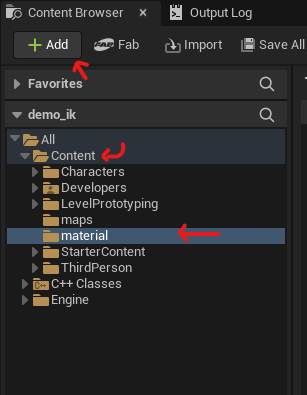 Content Browser Output Log
Add Fab Import Save All
Favorites
demo_ik
All
Content
Characters
Developers
LevelPrototyping
maps
material
StarterContent
ThirdPerson
C++ Classes
Engine